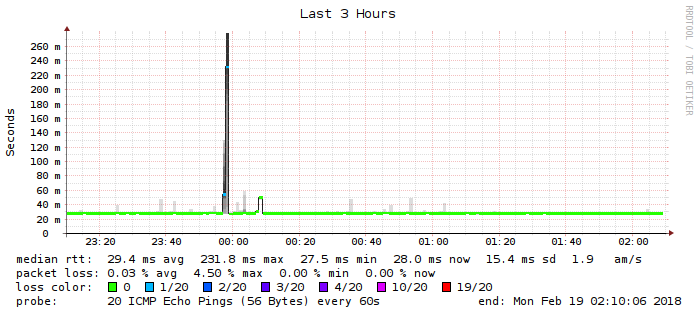 Last 3 Hours
RRDTOOL / TOBI OETIKER
Seconds
260 m
240 m
220 m
200 m
180 m
160 m
140 m
120 m
100 m
80 m
60 m
40 m
20 m
0
23:20 23:40 00:00 00:20 00:40 01:00 01:20 01:40 02:00
median rtt: 29.4 ms avg 231.8 ms max 27.5 ms min 28.0 ms now 15.4 ms sd 1.9 am/s
packet loss: 0.03 % avg 4.50 % max 0.00 % min 0.00 % now
loss color: 0 1/20 2/20 3/20 4/20 10/20 19/20
probe: 20 ICMP Echo Pings (56 Bytes) every 60s end: Mon Feb 19 02:10:06 2018